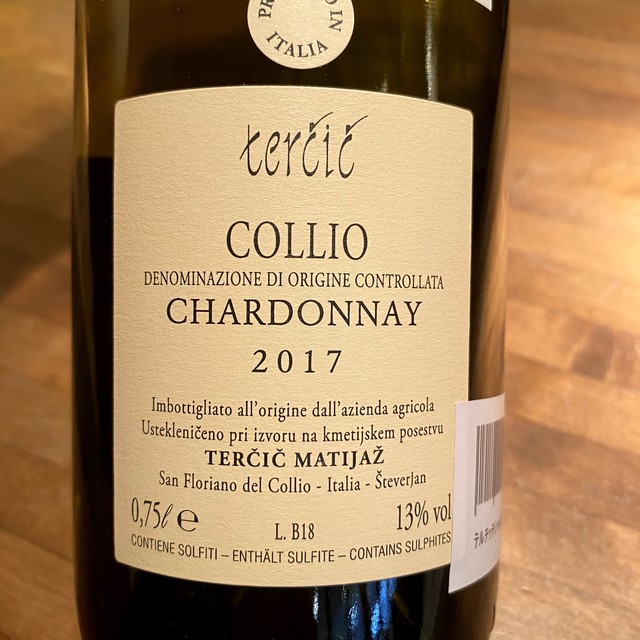 ITALIA
terčič
COLLIO
DENOMINAZIONE DI ORIGINE CONTROLLATA
CHARDONNAY
2017
Imbottigliato all'origine dall'azienda agricola
Ustekleničeno pri izvoru na kmetijskem posestvu
TERČIČ MATIJAŽ
San Floriano del Collio - Italia - Števerjan
0,75ℓ e
L. B18
13% vol
CONTIENE SOLFITI – ENTHÄLT SULFITE – CONTAINS SULPHITES